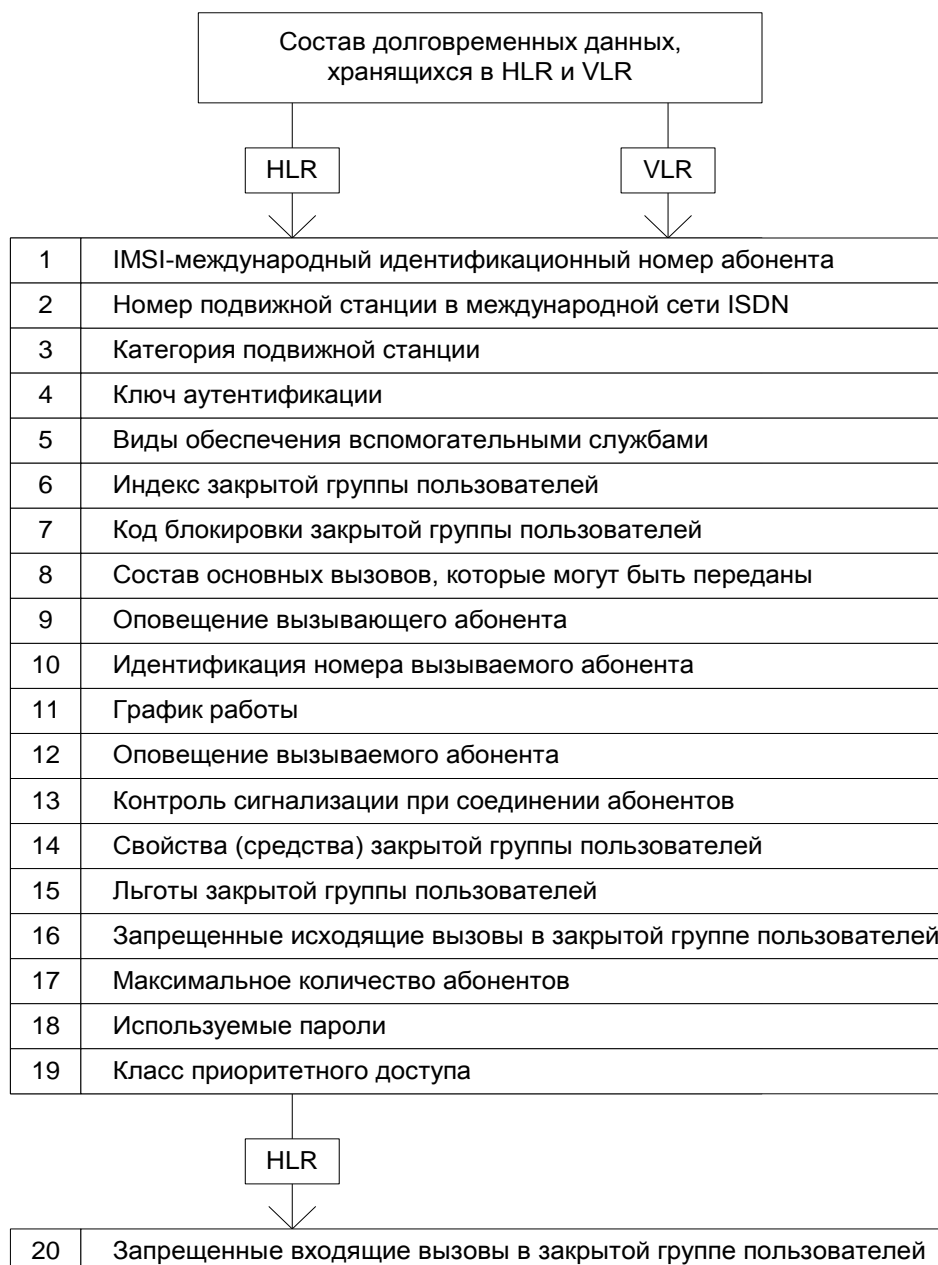 Состав долговременных данных,
хранящихся в HLR и VLR
HLR
VLR
1 IMSI-международный идентификационный номер абонента
2 Номер подвижной станции в международной сети ISDN
3 Категория подвижной станции
4 Ключ аутентификации
5 Виды обеспечения вспомогательными службами
6 Индекс закрытой группы пользователей
7 Код блокировки закрытой группы пользователей
8 Состав основных вызовов, которые могут быть переданы
9 Оповещение вызывающего абонента
10 Идентификация номера вызываемого абонента
11 График работы
12 Оповещение вызываемого абонента
13 Контроль сигнализации при соединении абонентов
14 Свойства (средства) закрытой группы пользователей
15 Льготы закрытой группы пользователей
16 Запрещенные исходящие вызовы в закрытой группе пользователей
17 Максимальное количество абонентов
18 Используемые пароли
19 Класс приоритетного доступа
HLR
20 Запрещенные входящие вызовы в закрытой группе пользователей